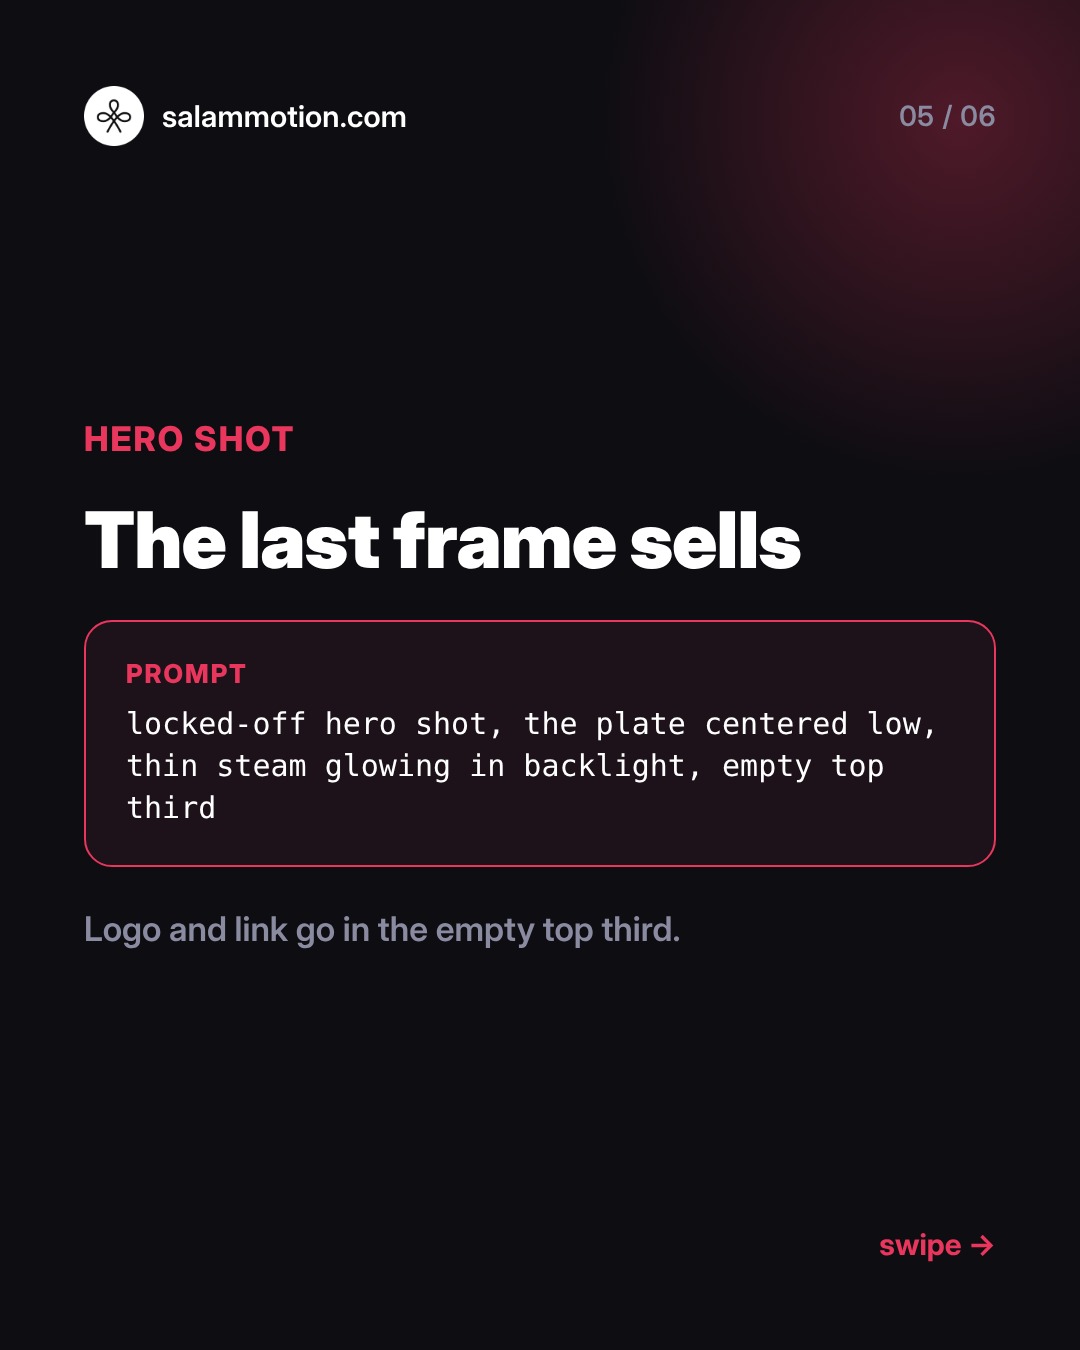 salammotion.com
05 / 06
HERO SHOT
The last frame sells
PROMPT
locked-off hero shot, the plate centered low,
thin steam glowing in backlight, empty top
third
Logo and link go in the empty top third.
swipe →